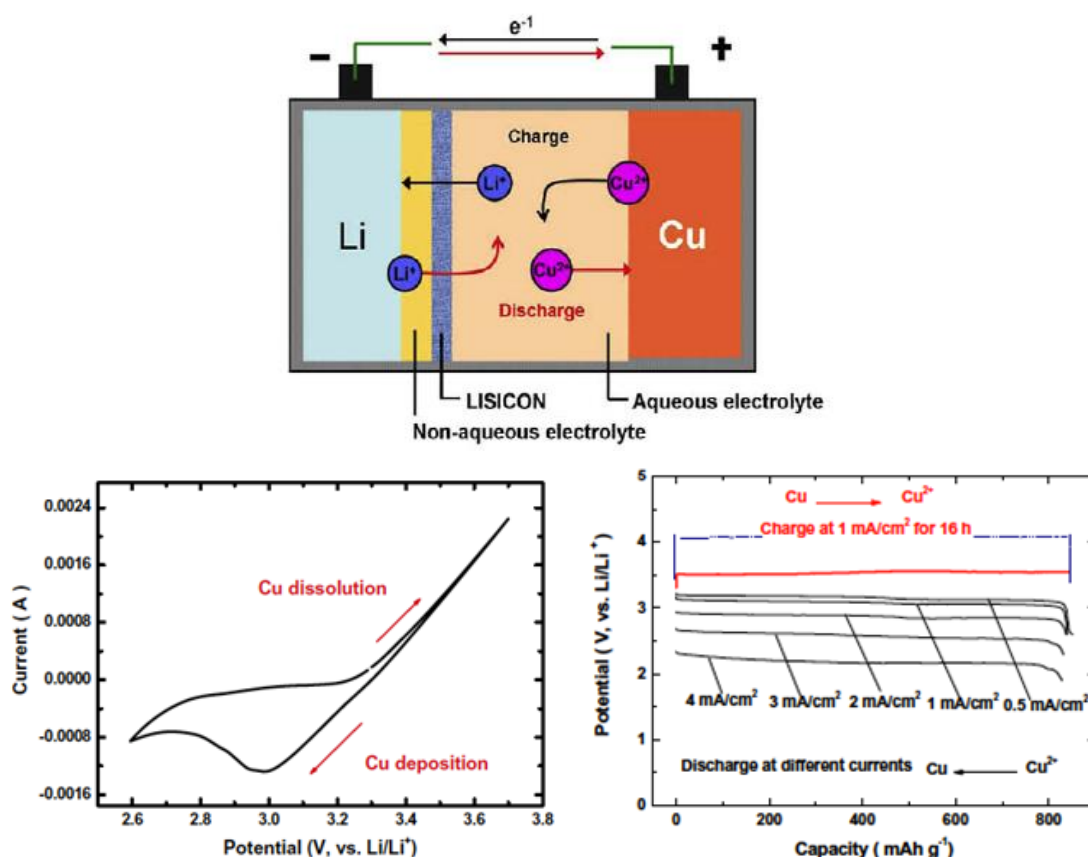 e⁻¹
- +
Charge
Li⁺ Cu²⁺
Li Cu
Li⁺ Cu²⁺
Discharge
LISICON Aqueous electrolyte
Non-aqueous electrolyte
Current ( A )
0.0024
0.0016
0.0008
0.0000
-0.0008
-0.0016
Cu dissolution
Cu deposition
2.6 2.8 3.0 3.2 3.4 3.6 3.8
Potential (V, vs. Li/Li⁺)
Potential ( V, vs. Li/Li⁺ )
5
4
3
2
1
0
Cu Cu²⁺
Charge at 1 mA/cm² for 16 h
4 mA/cm² 3 mA/cm² 2 mA/cm² 1 mA/cm² 0.5 mA/cm²
Discharge at different currents Cu Cu²⁺
0 200 400 600 800
Capacity ( mAh g⁻¹)